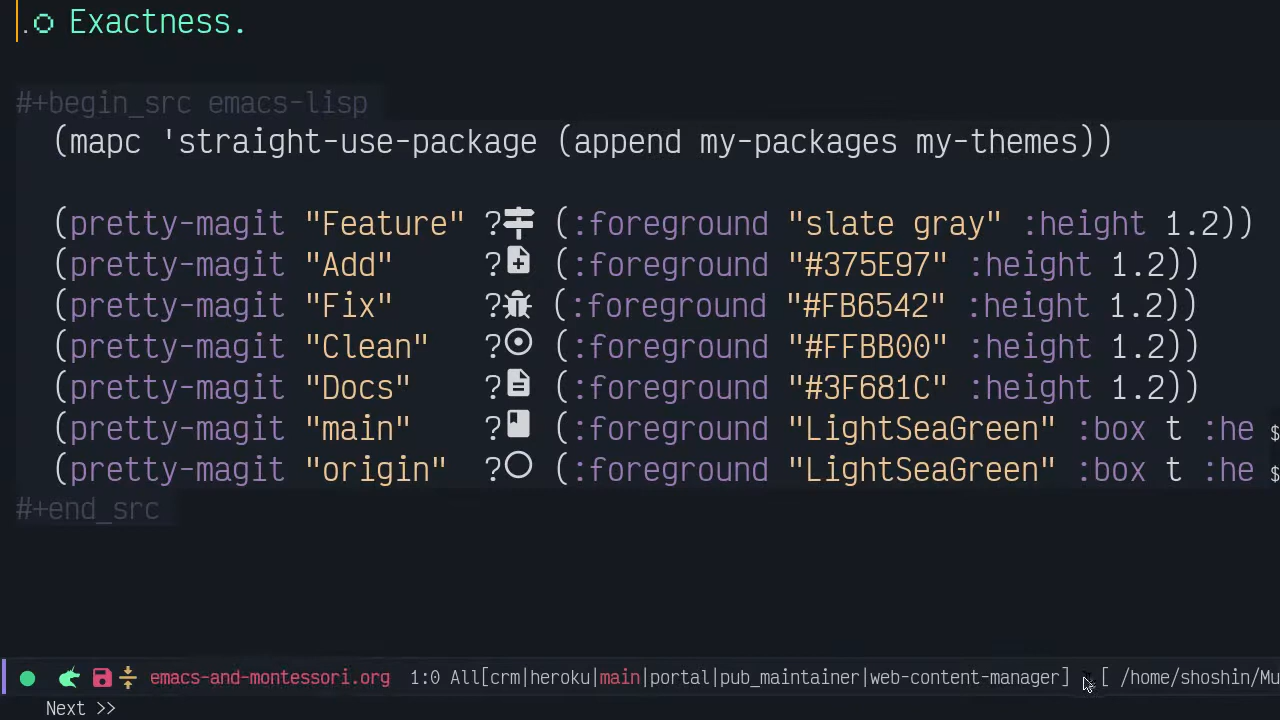 Exactness.
#+begin_src emacs-lisp
(mapc 'straight-use-package (append my-packages my-themes))
(pretty-magit "Feature" ? (:foreground "slate gray" :height 1.2))
(pretty-magit "Add" ? (:foreground "#375E97" :height 1.2))
(pretty-magit "Fix" ? (:foreground "#FB6542" :height 1.2))
(pretty-magit "Clean" ? (:foreground "#FFBB00" :height 1.2))
(pretty-magit "Docs" ? (:foreground "#3F681C" :height 1.2))
(pretty-magit "main" ? (:foreground "LightSeaGreen" :box t :he $
(pretty-magit "origin" ? (:foreground "LightSeaGreen" :box t :he $
#+end_src
emacs-and-montessori.org 1:0 All[crm|heroku|main|portal|pub_maintainer|web-content-manager] [ /home/shoshin/Mu
Next >>